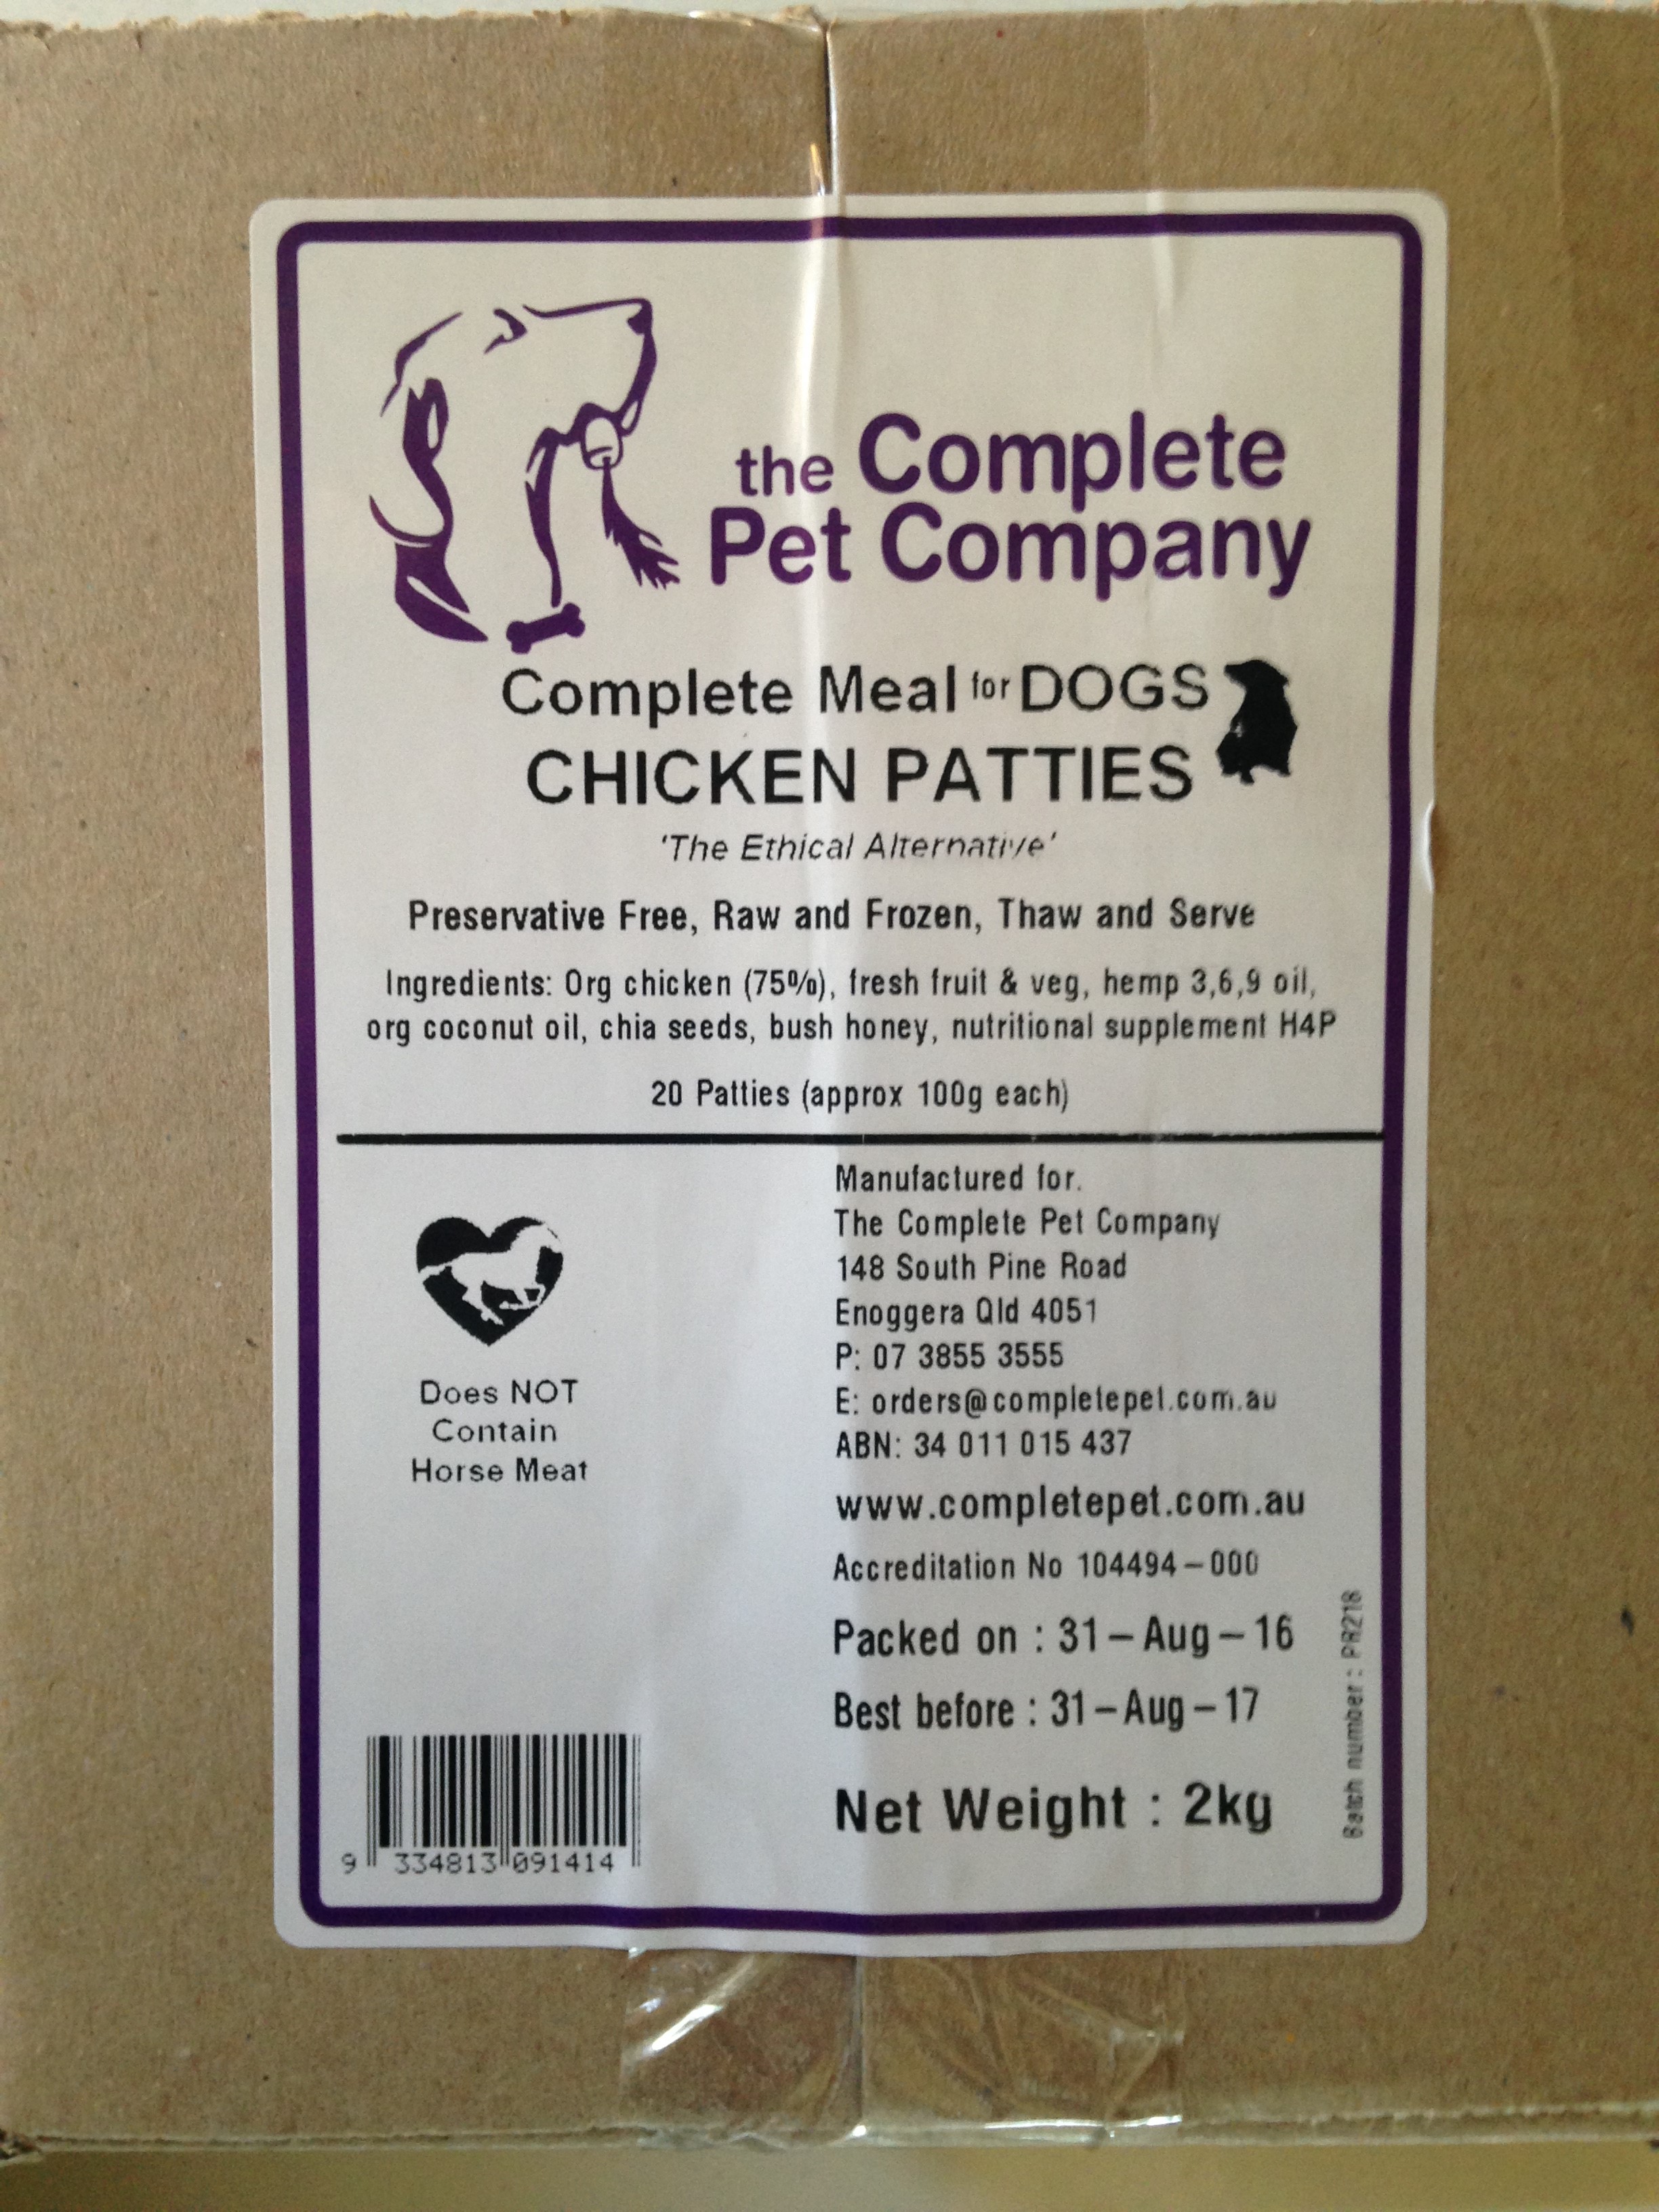 the Complete
Pet Company
Complete Meal for DOGS
CHICKEN PATTIES
'The Ethical Alternative'
Preservative Free, Raw and Frozen, Thaw and Serve
Ingredients: Org chicken (75%), fresh fruit & veg, hemp 3,6,9 oil,
org coconut oil, chia seeds, bush honey, nutritional supplement H4P
20 Patties (approx 100g each)
Does NOT
Contain
Horse Meat
Manufactured for.
The Complete Pet Company
148 South Pine Road
Enoggera Qld 4051
P: 07 3855 3555
E: orders@completepet.com.au
ABN: 34 011 015 437
www.completepet.com.au
Accreditation No 104494-000
Packed on : 31-Aug-16
Best before : 31-Aug-17
Net Weight : 2kg
Batch number : PR218
9 334813 091414